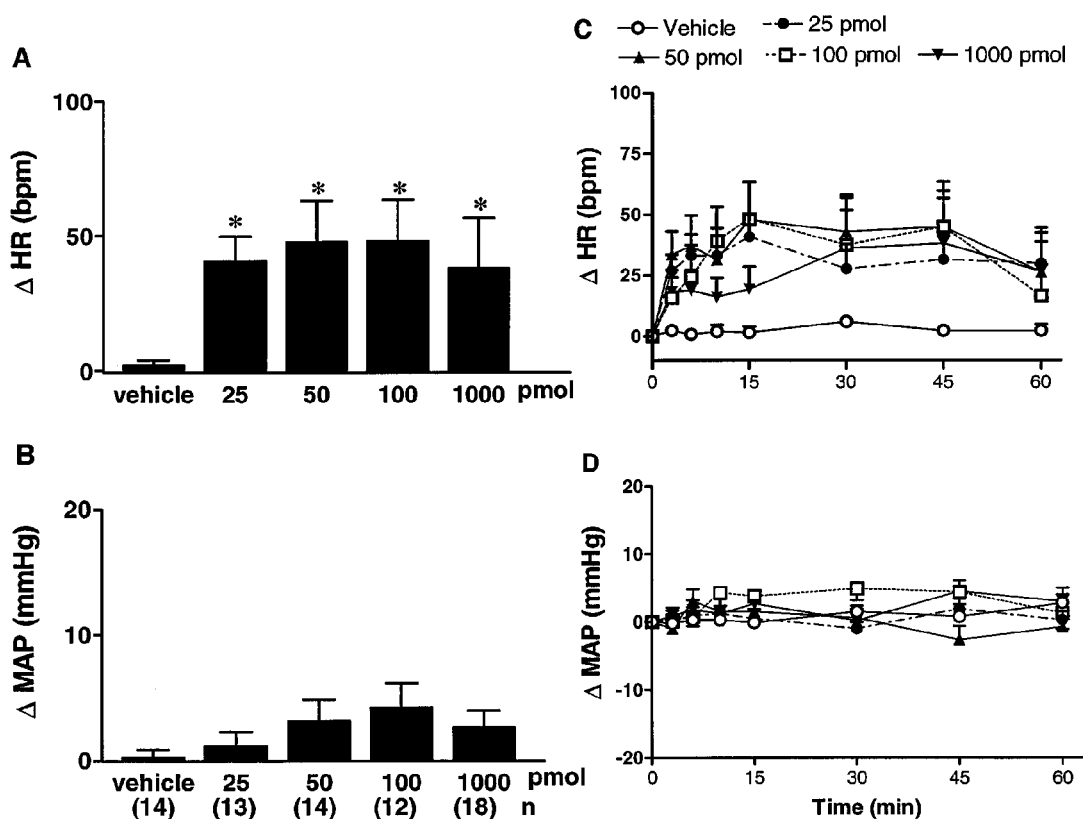 A
Δ HR (bpm)
100
50
0
* * * *
vehicle 25 50 100 1000 pmol
B
Δ MAP (mmHg)
20
10
0
vehicle 25 50 100 1000 pmol
(14) (13) (14) (12) (18) n
C
Vehicle 25 pmol
50 pmol 100 pmol 1000 pmol
Δ HR (bpm)
100
75
50
25
0
0 15 30 45 60
D
Δ MAP (mmHg)
20
10
0
-10
-20
0 15 30 45 60
Time (min)